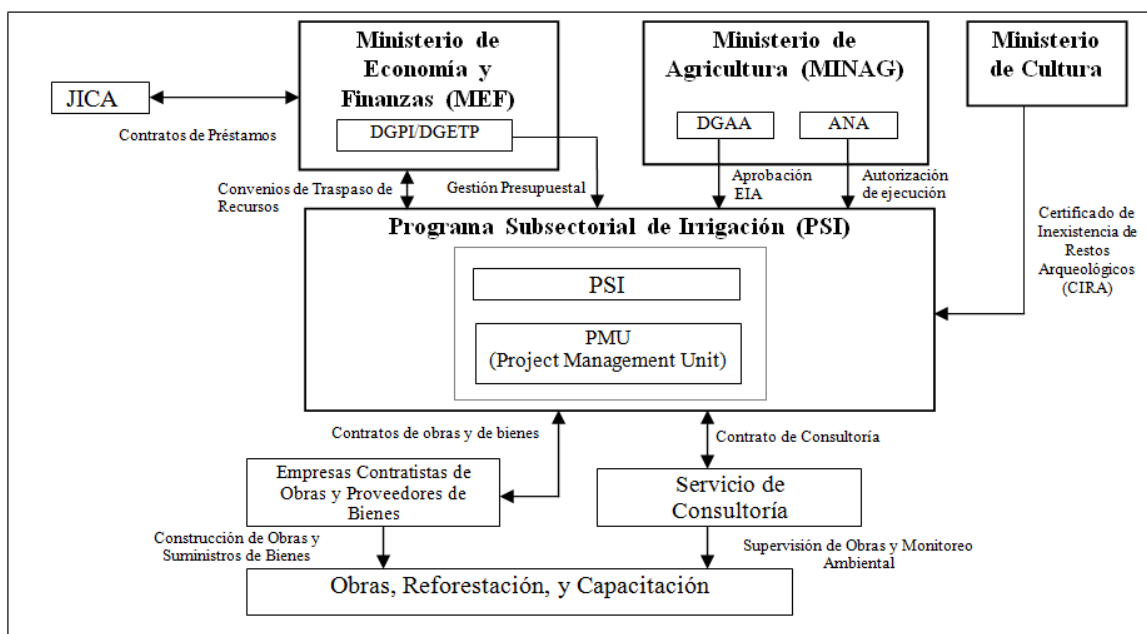 Ministerio de
Economía y
Finanzas (MEF)
DGPI/DGETP
Ministerio de
Agricultura (MINAG)
DGAA
ANA
Ministerio
de Cultura
JICA
Contratos de Préstamos
Convenios de Traspaso de
Recursos
Gestión Presupuestal
Aprobación
EIA
Autorización
de ejecución
Certificado de
Inexistencia de
Restos
Arqueológicos
(CIRA)
Programa Subsectorial de Irrigación (PSI)
PSI
PMU
(Project Management Unit)
Contratos de obras y de bienes
Contrato de Consultoría
Empresas Contratistas de
Obras y Proveedores de
Bienes
Servicio de
Consultoría
Construcción de Obras y
Suministros de Bienes
Supervisión de Obras y Monitoreo
Ambiental
Obras, Reforestación, y Capacitación